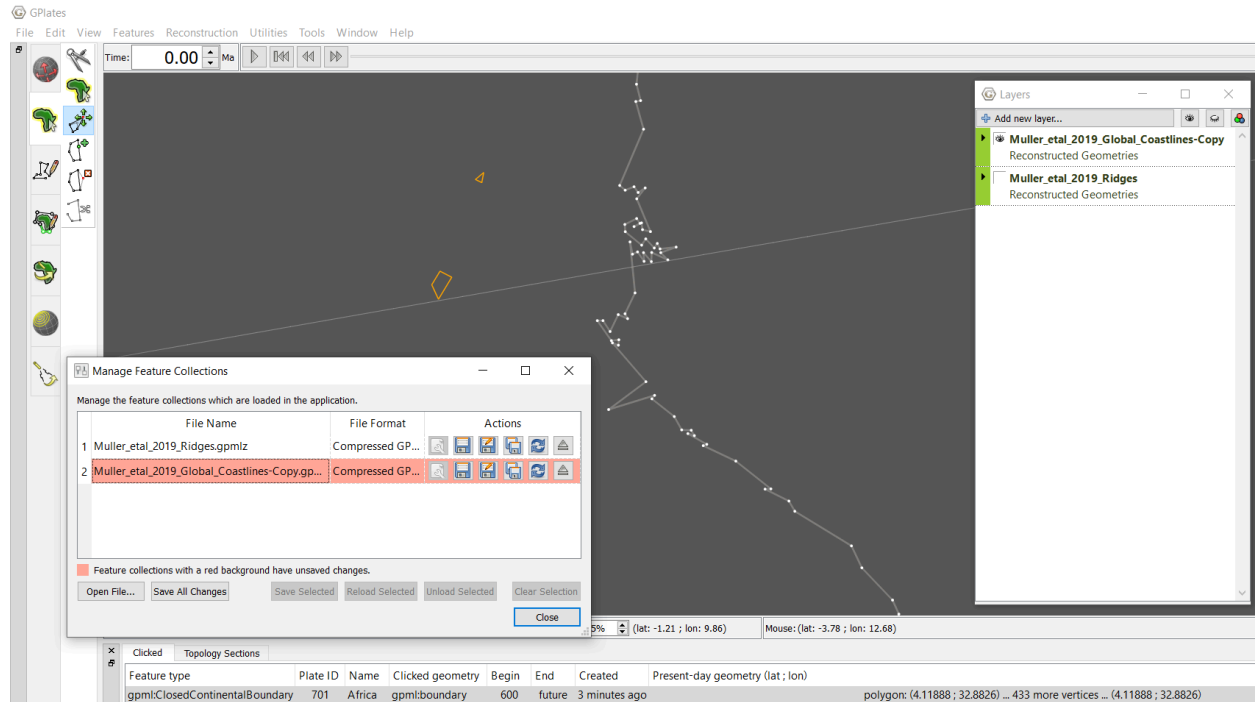 GPlates
File Edit View Features Reconstruction Utilities Tools Window Help
Time: 0.00 Ma
Layers
Add new layer...
Muller_etal_2019_Global_Coastlines-Copy
Reconstructed Geometries
Muller_etal_2019_Ridges
Reconstructed Geometries
Manage Feature Collections
Manage the feature collections which are loaded in the application.
File Name File Format Actions
1 Muller_etal_2019_Ridges.gpmlz Compressed GP...
2 Muller_etal_2019_Global_Coastlines-Copy.gp... Compressed GP...
Feature collections with a red background have unsaved changes.
Open File... Save All Changes Save Selected Reload Selected Unload Selected Clear Selection
Close
5% (lat: -1.21 ; lon: 9.86) Mouse: (lat: -3.78 ; lon: 12.68)
Clicked Topology Sections
Feature type Plate ID Name Clicked geometry Begin End Created Present-day geometry (lat ; lon)
gpml:ClosedContinentalBoundary 701 Africa gpml:boundary 600 future 3 minutes ago polygon: (4.11888 ; 32.8826) ... 433 more vertices ... (4.11888 ; 32.8826)